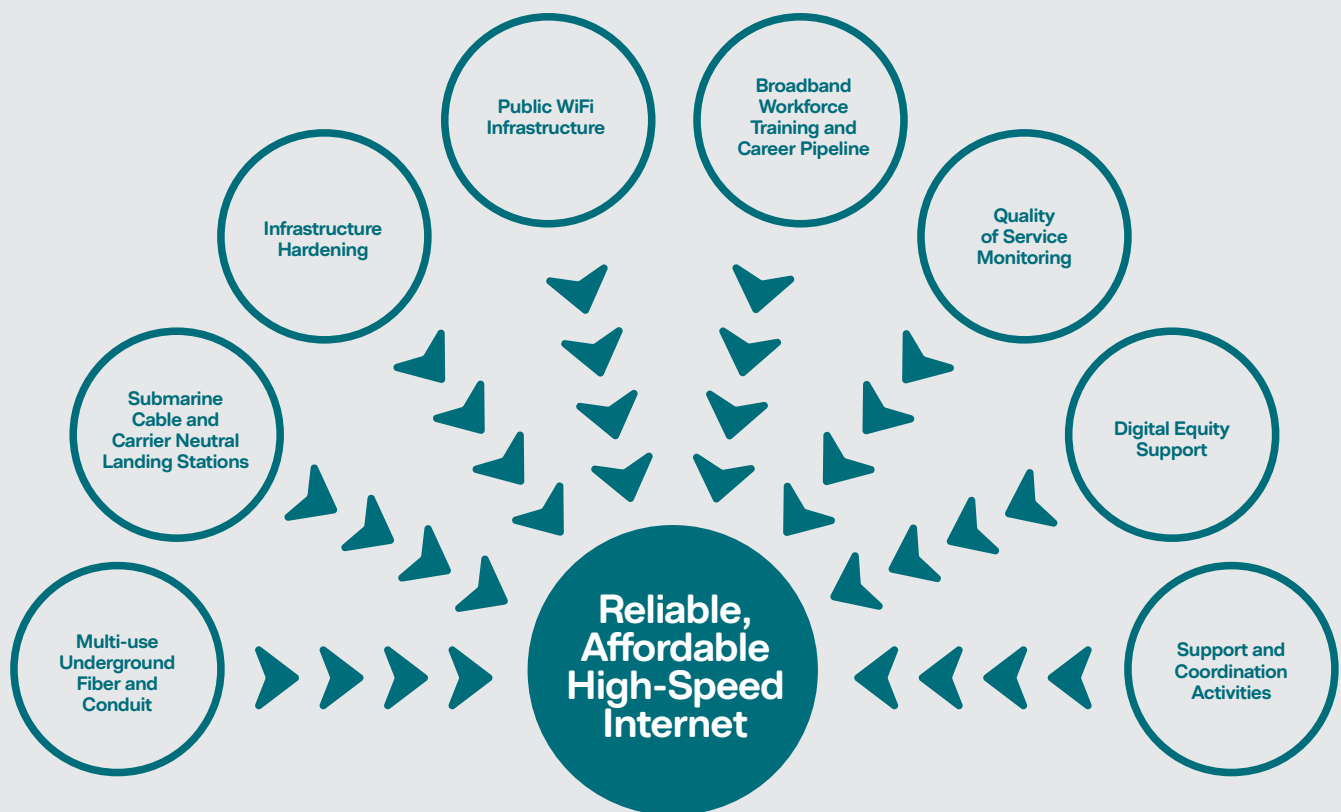 Public WiFi
Infrastructure
Broadband
Workforce
Training and
Career Pipeline
Infrastructure
Hardening
Quality
of Service
Monitoring
Submarine
Cable and
Carrier Neutral
Landing Stations
Digital Equity
Support
Multi-use
Underground
Fiber and
Conduit
Reliable,
Affordable
High-Speed
Internet
Support and
Coordination
Activities